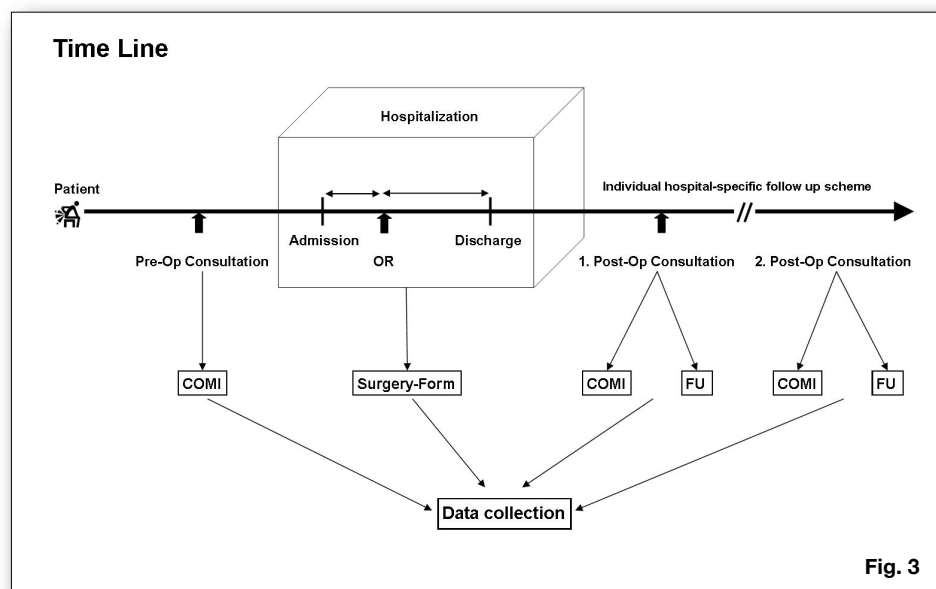 Time Line
Hospitalization
Patient
Individual hospital-specific follow up scheme
Admission
Discharge
Pre-Op Consultation
OR
1. Post-Op Consultation
2. Post-Op Consultation
COMI
Surgery-Form
COMI
FU
COMI
FU
Data collection
Fig. 3